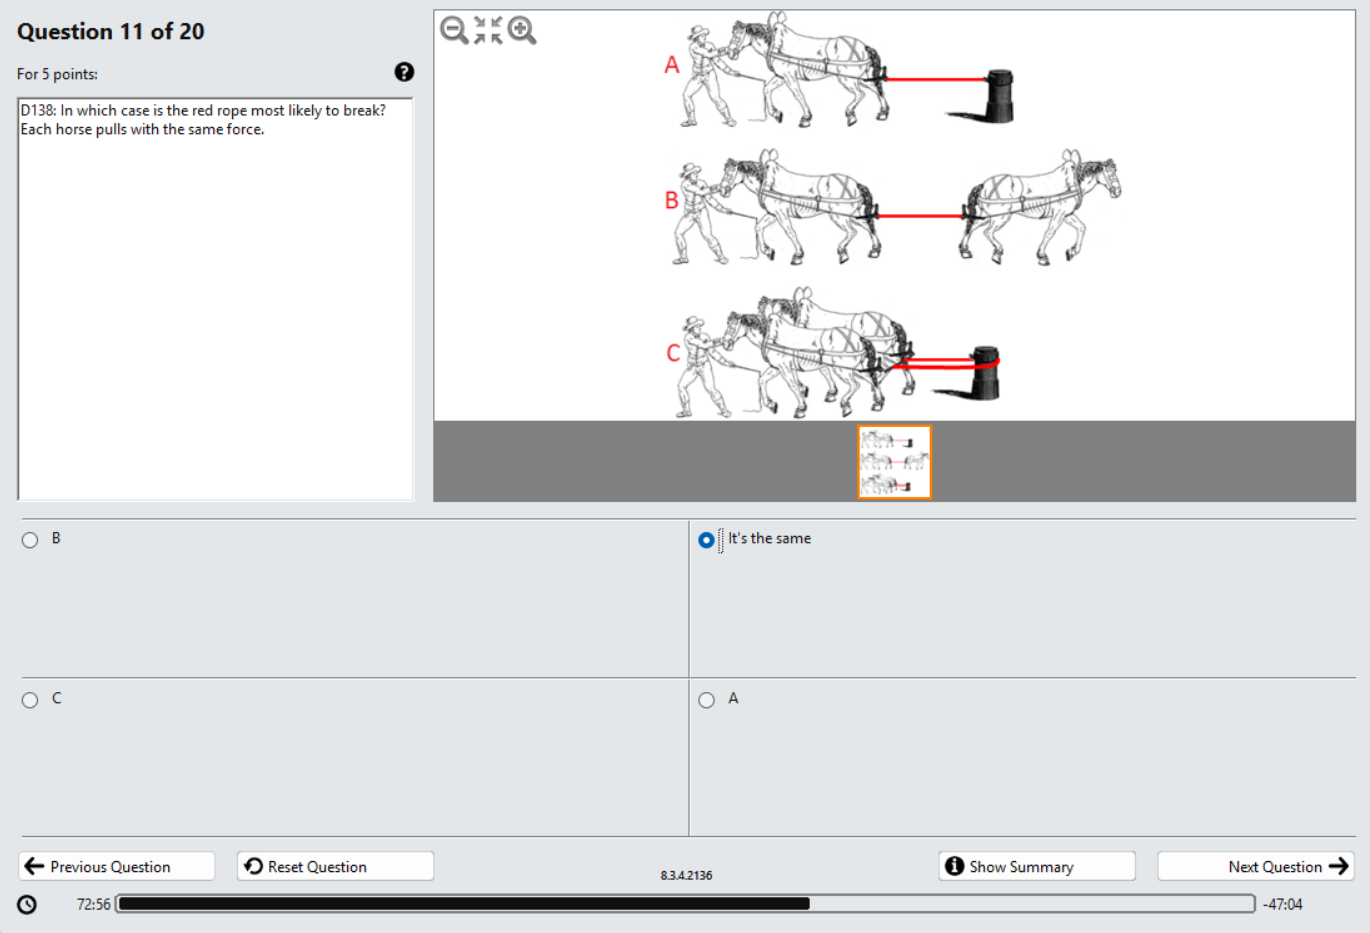 Question 11 of 20
For 5 points:
?
D138: In which case is the red rope most likely to break?
Each horse pulls with the same force.
A
B
C
B
It's the same
C
A
Previous Question
Reset Question
8.3.4.2136
Show Summary
Next Question
72:56
-47:04